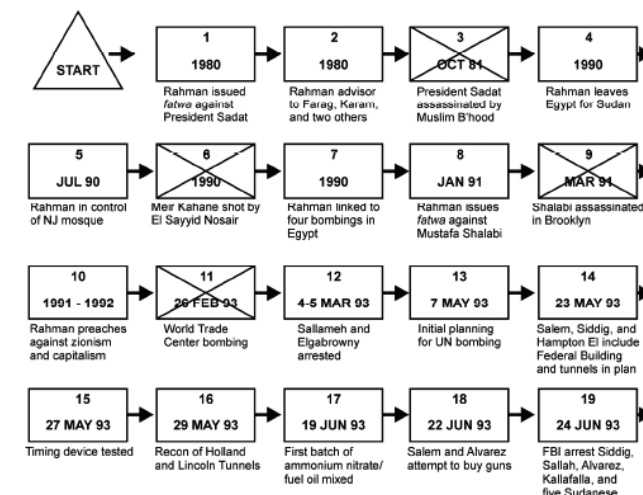 START
1
1980
Rahman issued
fatwa against
President Sadat
2
1980
Rahman advisor
to Farag, Karam,
and two others
3
OCT 81
President Sadat
assassinated by
Muslim B'hood
4
1990
Rahman leaves
Egypt for Sudan
5
JUL 90
Rahman in control
of NJ mosque
6
1990
Meir Kahane shot by
El Sayyid Nosair
7
1990
Rahman linked to
four bombings in
Egypt
8
JAN 91
Rahman issues
fatwa against
Mustafa Shalabi
9
MAR 91
Shalabi assassinated
in Brooklyn
10
1991 - 1992
Rahman preaches
against zionism
and capitalism
11
26 FEB 93
World Trade
Center bombing
12
4-5 MAR 93
Sallameh and
Elgabrowny
arrested
13
7 MAY 93
Initial planning
for UN bombing
14
23 MAY 93
Salem, Siddig, and
Hampton El include
Federal Building
and tunnels in plan
15
27 MAY 93
Timing device tested
16
29 MAY 93
Recon of Holland
and Lincoln Tunnels
17
19 JUN 93
First batch of
ammonium nitrate/
fuel oil mixed
18
22 JUN 93
Salem and Alvarez
attempt to buy guns
19
24 JUN 93
FBI arrest Siddig,
Sallah, Alvarez,
Kallafalla, and
five Sudanese